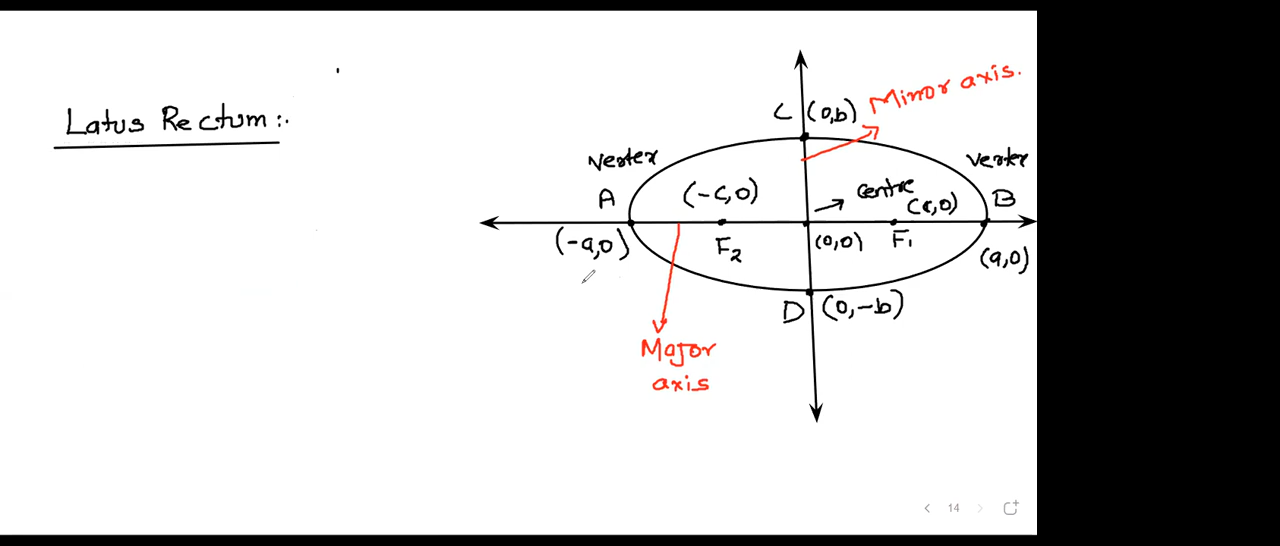 Latus Rectum :.
Minor axis.
C (0,b)
Vertex
Vertex
A
(-c,0)
centre
(c,0)
B
(-a,0)
F2
(0,0)
F1
(a,0)
D (0,-b)
Major
axis
14